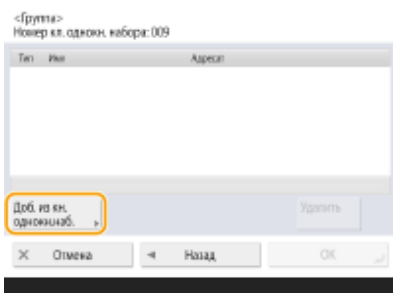 <Группа>
Номер кл. однокн. набора: 009
Тип Имя Адресат
Доб. из кн.
однокн.наб.
Удалить
Отмена Назад OK